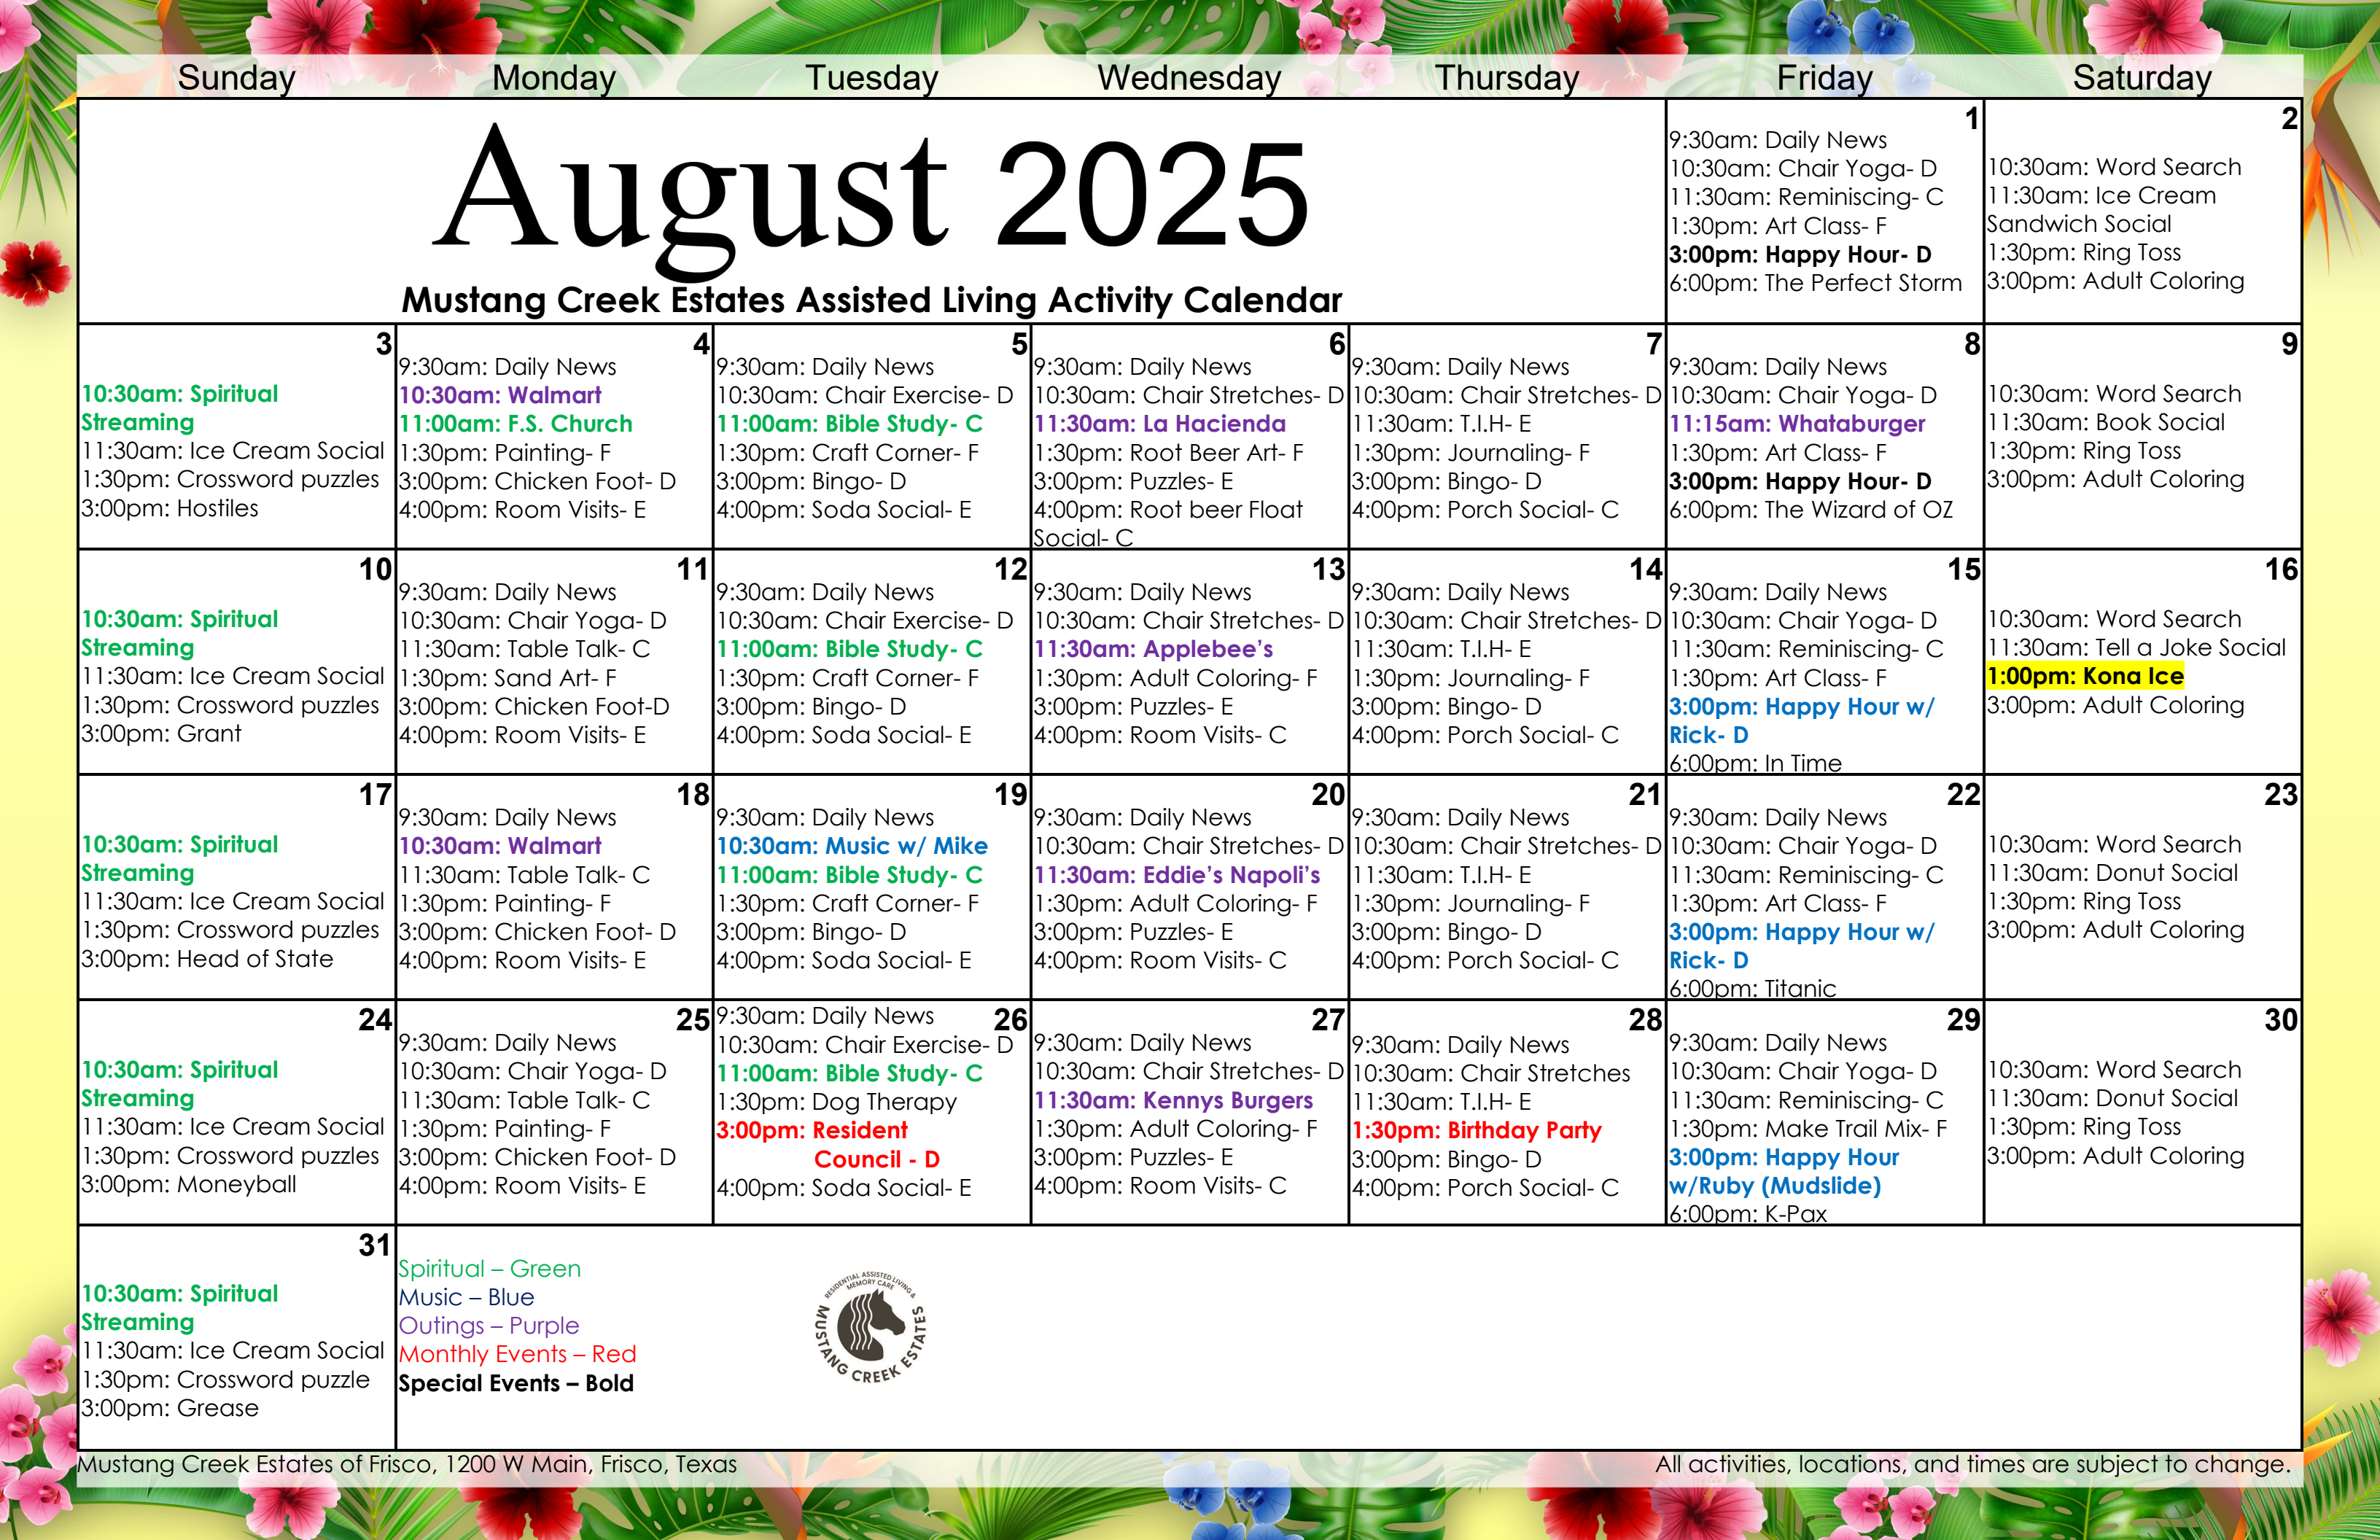 Sunday Monday Tuesday Wednesday Thursday Friday Saturday
August 2025
Mustang Creek Estates Assisted Living Activity Calendar
1
9:30am: Daily News
10:30am: Chair Yoga- D
11:30am: Reminiscing- C
1:30pm: Art Class- F
3:00pm: Happy Hour- D
6:00pm: The Perfect Storm
2
10:30am: Word Search
11:30am: Ice Cream
Sandwich Social
1:30pm: Ring Toss
3:00pm: Adult Coloring
3
10:30am: Spiritual
Streaming
11:30am: Ice Cream Social
1:30pm: Crossword puzzles
3:00pm: Hostiles
4
9:30am: Daily News
10:30am: Walmart
11:00am: F.S. Church
1:30pm: Painting- F
3:00pm: Chicken Foot- D
4:00pm: Room Visits- E
5
9:30am: Daily News
10:30am: Chair Exercise- D
11:00am: Bible Study- C
1:30pm: Craft Corner- F
3:00pm: Bingo- D
4:00pm: Soda Social- E
6
9:30am: Daily News
10:30am: Chair Stretches- D
11:30am: La Hacienda
1:30pm: Root Beer Art- F
3:00pm: Puzzles- E
4:00pm: Root beer Float
Social- C
7
9:30am: Daily News
10:30am: Chair Stretches- D
11:30am: T.I.H- E
1:30pm: Journaling- F
3:00pm: Bingo- D
4:00pm: Porch Social- C
8
9:30am: Daily News
10:30am: Chair Yoga- D
11:15am: Whataburger
1:30pm: Art Class- F
3:00pm: Happy Hour- D
6:00pm: The Wizard of OZ
9
10:30am: Word Search
11:30am: Book Social
1:30pm: Ring Toss
3:00pm: Adult Coloring
10
10:30am: Spiritual
Streaming
11:30am: Ice Cream Social
1:30pm: Crossword puzzles
3:00pm: Grant
11
9:30am: Daily News
10:30am: Chair Yoga- D
11:30am: Table Talk- C
1:30pm: Sand Art- F
3:00pm: Chicken Foot-D
4:00pm: Room Visits- E
12
9:30am: Daily News
10:30am: Chair Exercise- D
11:00am: Bible Study- C
1:30pm: Craft Corner- F
3:00pm: Bingo- D
4:00pm: Soda Social- E
13
9:30am: Daily News
10:30am: Chair Stretches- D
11:30am: Applebee’s
1:30pm: Adult Coloring- F
3:00pm: Puzzles- E
4:00pm: Room Visits- C
14
9:30am: Daily News
10:30am: Chair Stretches- D
11:30am: T.I.H- E
1:30pm: Journaling- F
3:00pm: Bingo- D
4:00pm: Porch Social- C
15
9:30am: Daily News
10:30am: Chair Yoga- D
11:30am: Reminiscing- C
1:30pm: Art Class- F
3:00pm: Happy Hour w/
Rick- D
6:00pm: In Time
16
10:30am: Word Search
11:30am: Tell a Joke Social
1:00pm: Kona Ice
3:00pm: Adult Coloring
17
10:30am: Spiritual
Streaming
11:30am: Ice Cream Social
1:30pm: Crossword puzzles
3:00pm: Head of State
18
9:30am: Daily News
10:30am: Walmart
11:30am: Table Talk- C
1:30pm: Painting- F
3:00pm: Chicken Foot- D
4:00pm: Room Visits- E
19
9:30am: Daily News
10:30am: Music w/ Mike
11:00am: Bible Study- C
1:30pm: Craft Corner- F
3:00pm: Bingo- D
4:00pm: Soda Social- E
20
9:30am: Daily News
10:30am: Chair Stretches- D
11:30am: Eddie’s Napoli’s
1:30pm: Adult Coloring- F
3:00pm: Puzzles- E
4:00pm: Room Visits- C
21
9:30am: Daily News
10:30am: Chair Stretches- D
11:30am: T.I.H- E
1:30pm: Journaling- F
3:00pm: Bingo- D
4:00pm: Porch Social- C
22
9:30am: Daily News
10:30am: Chair Yoga- D
11:30am: Reminiscing- C
1:30pm: Art Class- F
3:00pm: Happy Hour w/
Rick- D
6:00pm: Titanic
23
10:30am: Word Search
11:30am: Donut Social
1:30pm: Ring Toss
3:00pm: Adult Coloring
24
10:30am: Spiritual
Streaming
11:30am: Ice Cream Social
1:30pm: Crossword puzzles
3:00pm: Moneyball
25
9:30am: Daily News
10:30am: Chair Yoga- D
11:30am: Table Talk- C
1:30pm: Painting- F
3:00pm: Chicken Foot- D
4:00pm: Room Visits- E
26
9:30am: Daily News
10:30am: Chair Exercise- D
11:00am: Bible Study- C
1:30pm: Dog Therapy
3:00pm: Resident
Council - D
4:00pm: Soda Social- E
27
9:30am: Daily News
10:30am: Chair Stretches- D
11:30am: Kennys Burgers
1:30pm: Adult Coloring- F
3:00pm: Puzzles- E
4:00pm: Room Visits- C
28
9:30am: Daily News
10:30am: Chair Stretches
11:30am: T.I.H- E
1:30pm: Birthday Party
3:00pm: Bingo- D
4:00pm: Porch Social- C
29
9:30am: Daily News
10:30am: Chair Yoga- D
11:30am: Reminiscing- C
1:30pm: Make Trail Mix- F
3:00pm: Happy Hour
w/Ruby (Mudslide)
6:00pm: K-Pax
30
10:30am: Word Search
11:30am: Donut Social
1:30pm: Ring Toss
3:00pm: Adult Coloring
31
10:30am: Spiritual
Streaming
11:30am: Ice Cream Social
1:30pm: Crossword puzzle
3:00pm: Grease
Spiritual – Green
Music – Blue
Outings – Purple
Monthly Events – Red
Special Events – Bold
RESIDENTIAL ASSISTED LIVING &
MEMORY CARE
MUSTANG CREEK ESTATES
Mustang Creek Estates of Frisco, 1200 W Main, Frisco, Texas
All activities, locations, and times are subject to change.